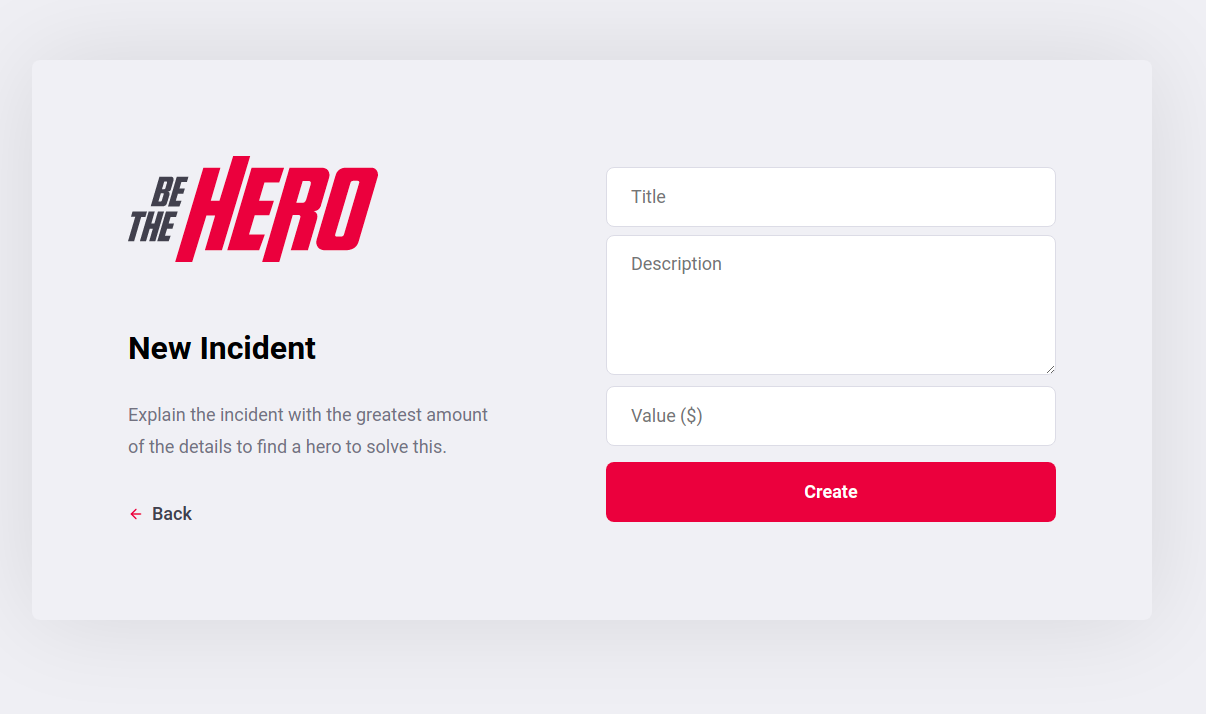 BE
THE HERO
New Incident
Explain the incident with the greatest amount
of the details to find a hero to solve this.
Back
Title
Description
Value ($)
Create